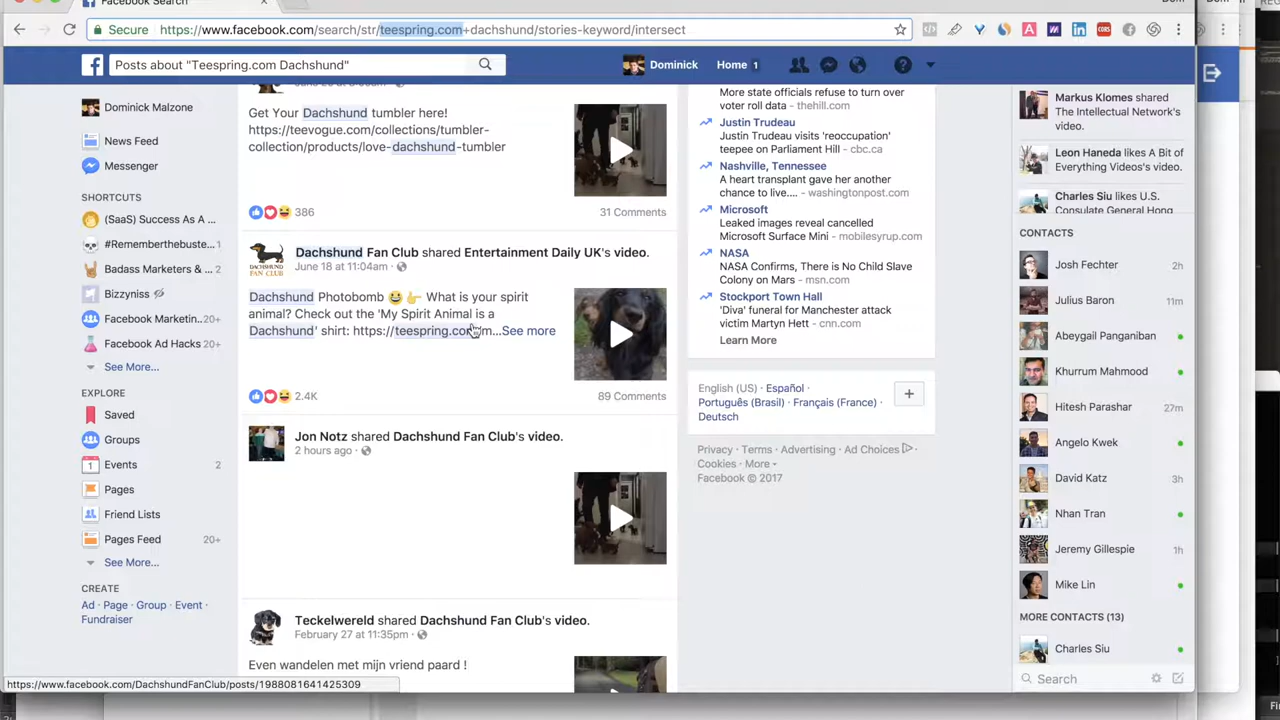 Facebook Search
Secure https://www.facebook.com/search/str/teespring.com+dachshund/stories-keyword/intersect
Posts about "Teespring.com Dachshund"
Dominick
Home 1
Dominick Malzone
News Feed
Messenger
SHORTCUTS
(SaaS) Success As A ...
#Rememberthebuste... 1
Badass Marketers & ... 2
Bizzyniss
Facebook Marketin... 20+
Facebook Ad Hacks 20+
See More...
EXPLORE
Saved
Groups
Events 2
Pages
Friend Lists
Pages Feed 20+
See More...
CREATE
Ad · Page · Group · Event ·
Fundraiser
Get Your Dachshund tumbler here!
https://teevogue.com/collections/tumbler-
collection/products/love-dachshund-tumbler
386
31 Comments
Dachshund Fan Club shared Entertainment Daily UK's video.
June 18 at 11:04am ·
DACHSHUND
FAN CLUB
Dachshund Photobomb 😆 👉 What is your spirit
animal? Check out the 'My Spirit Animal is a
Dachshund' shirt: https://teespring.com/m...See more
2.4K
89 Comments
Jon Notz shared Dachshund Fan Club's video.
2 hours ago ·
Teckelwereld shared Dachshund Fan Club's video.
February 27 at 11:35pm ·
Even wandelen met mijn vriend paard !
More state officials refuse to turn over
voter roll data - thehill.com
Justin Trudeau
Justin Trudeau visits 'reoccupation'
teepee on Parliament Hill - cbc.ca
Nashville, Tennessee
A heart transplant gave her another
chance to live.... - washingtonpost.com
Microsoft
Leaked images reveal cancelled
Microsoft Surface Mini - mobilesyrup.com
NASA
NASA Confirms, There is No Child Slave
Colony on Mars - msn.com
Stockport Town Hall
'Diva' funeral for Manchester attack
victim Martyn Hett - cnn.com
Learn More
English (US) · Español ·
Português (Brasil) · Français (France) ·
Deutsch
Privacy · Terms · Advertising · Ad Choices ·
Cookies · More
Facebook © 2017
Markus Klomes shared
The Intellectual Network's
video.
Leon Haneda likes A Bit of
Everything Videos's video.
Charles Siu likes U.S.
Consulate General Hong
CONTACTS
Josh Fechter 2h
Julius Baron 11m
Abeygail Panganiban
Khurrum Mahmood
Hitesh Parashar 27m
Angelo Kwek
David Katz 3h
Nhan Tran
Jeremy Gillespie 1h
Mike Lin
MORE CONTACTS (13)
Charles Siu
Search
https://www.facebook.com/DachshundFanClub/posts/1988081641425309